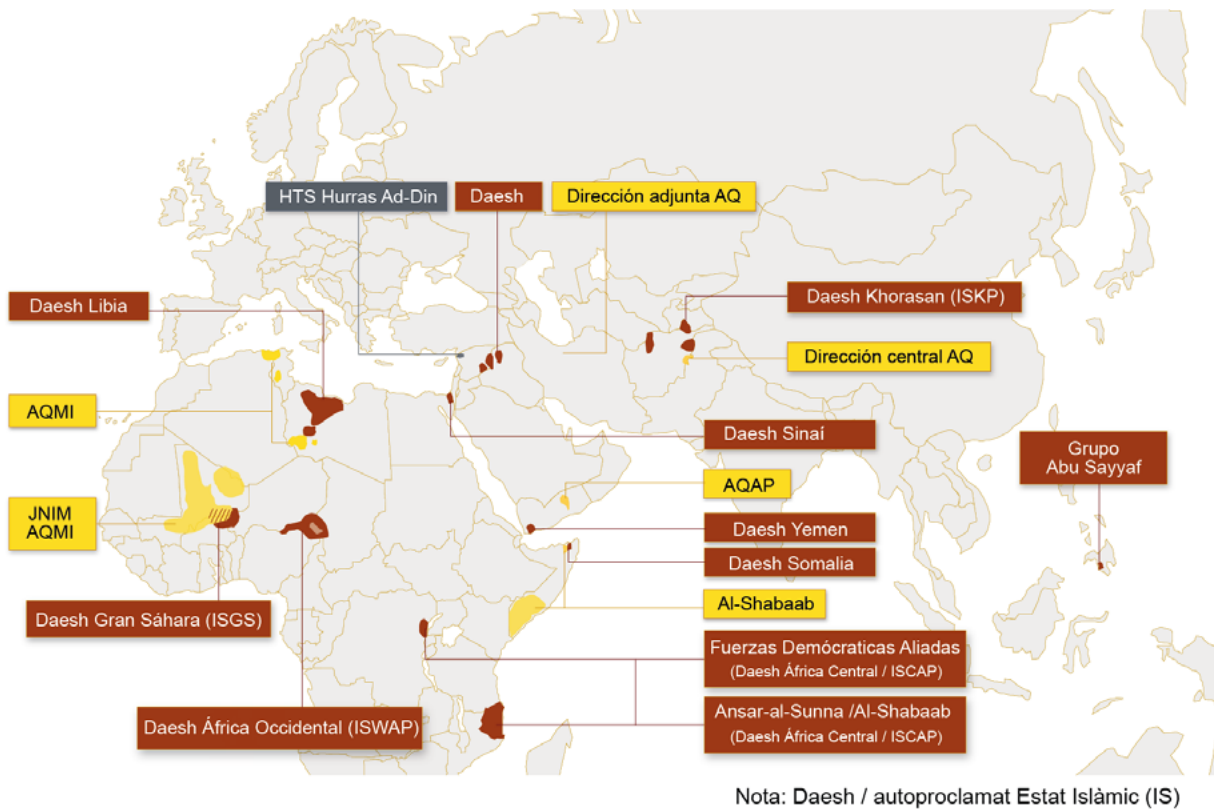 HTS Hurras Ad-Din
Daesh
Dirección adjunta AQ
Daesh Libia
Daesh Khorasan (ISKP)
Dirección central AQ
AQMI
Daesh Sinaí
Grupo
Abu Sayyaf
AQAP
JNIM
AQMI
Daesh Yemen
Daesh Somalia
Al-Shabaab
Daesh Gran Sáhara (ISGS)
Fuerzas Demócraticas Aliadas
(Daesh África Central / ISCAP)
Daesh África Occidental (ISWAP)
Ansar-al-Sunna /Al-Shabaab
(Daesh África Central / ISCAP)
Nota: Daesh / autoproclamat Estat Islàmic (IS)